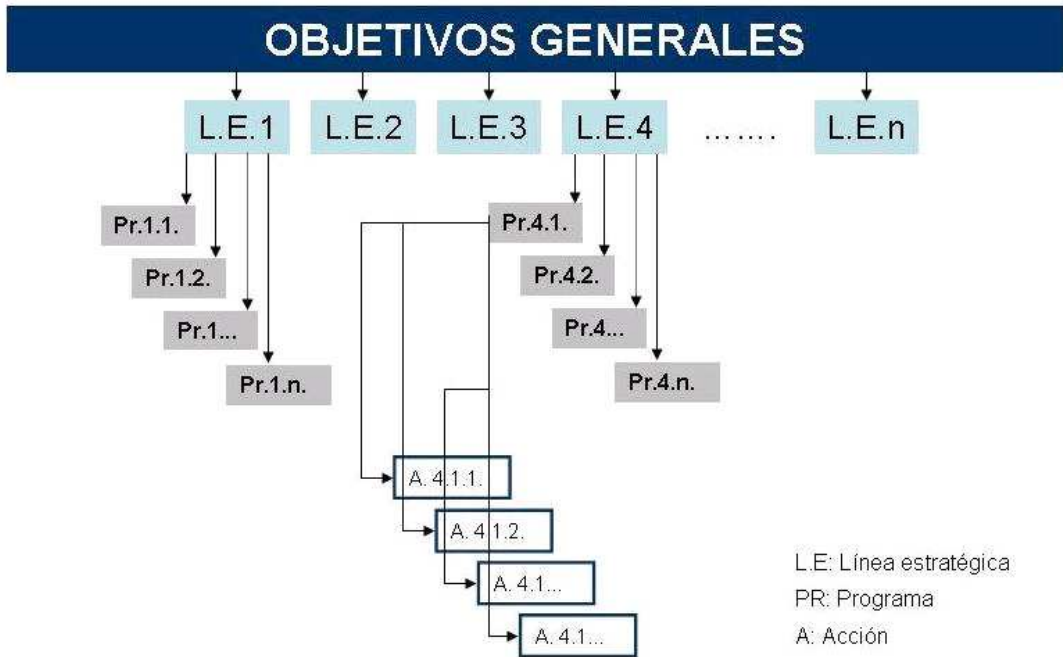 OBJETIVOS GENERALES
L.E.1 L.E.2 L.E.3 L.E.4 ....... L.E.n
Pr.1.1. Pr.4.1.
Pr.1.2. Pr.4.2.
Pr.1... Pr.4...
Pr.1.n. Pr.4.n.
A. 4.1.1.
A. 4.1.2.
A. 4.1...
A. 4.1...
L.E: Línea estratégica
PR: Programa
A: Acción